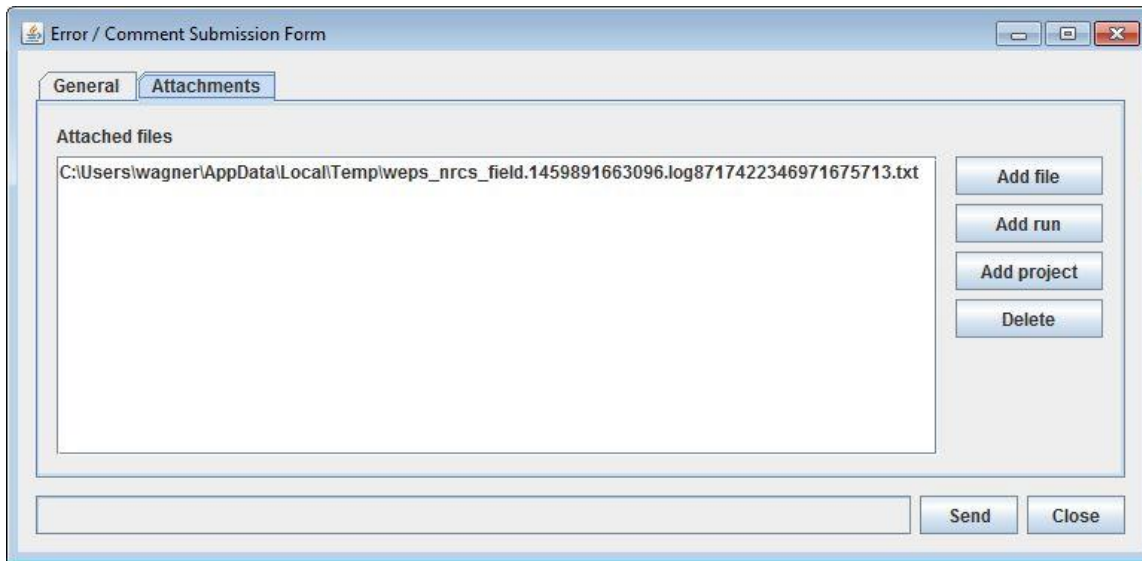 Error / Comment Submission Form
General Attachments
Attached files
C:\Users\wagner\AppData\Local\Temp\weps_nrcs_field.1459891663096.log8717422346971675713.txt
Add file
Add run
Add project
Delete
Send Close